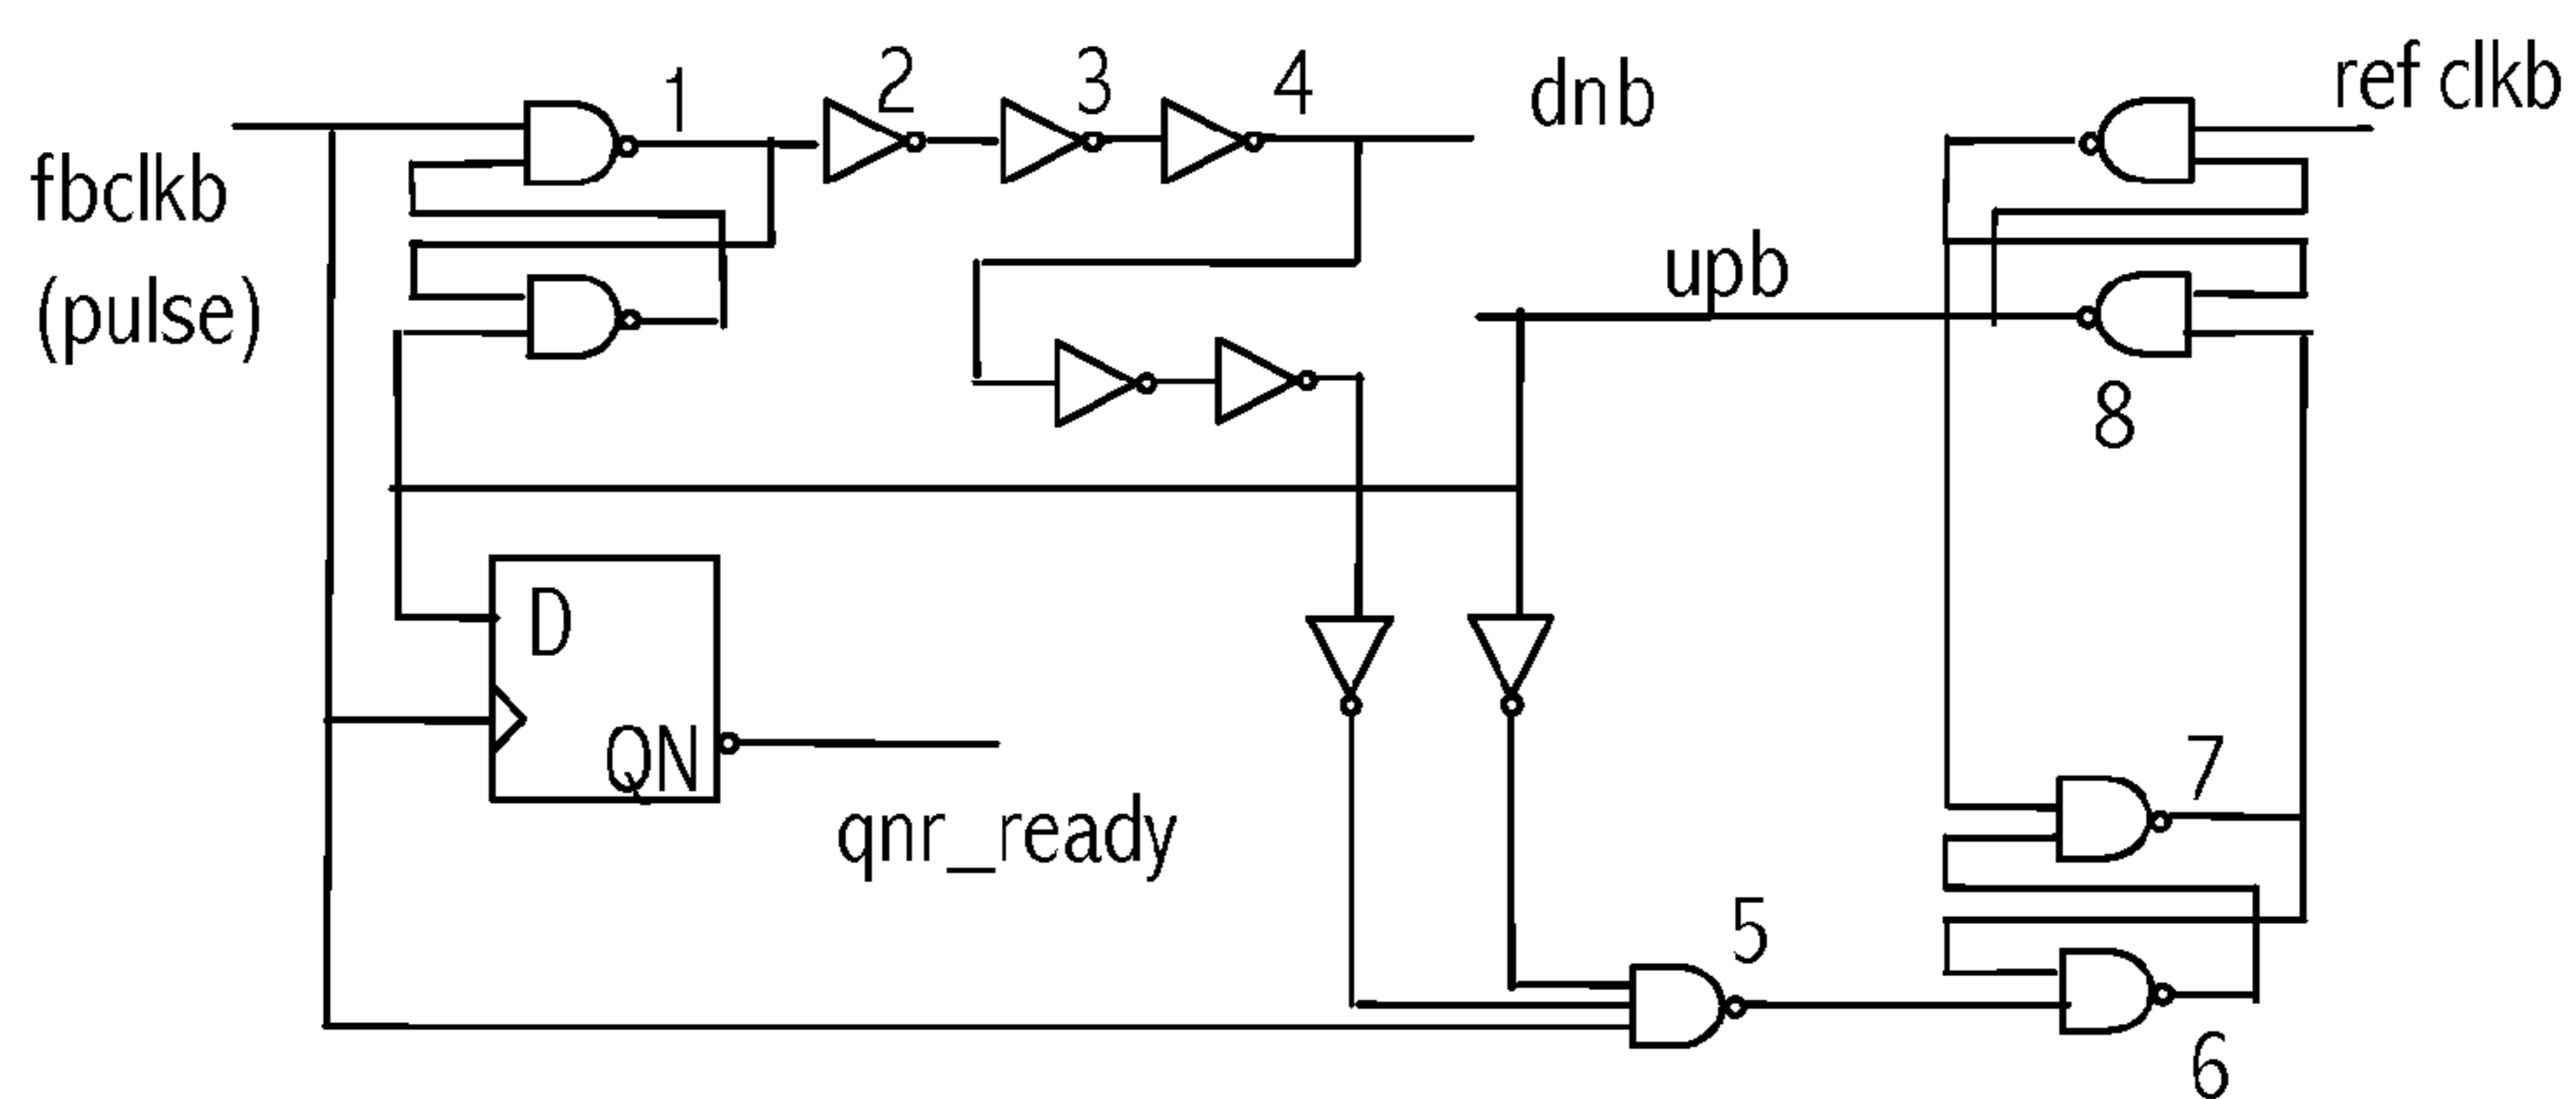 1
2
3
4
dnb
ref clkb
fbclkb
(pulse)
upb
8
D
QN
qnr_ready
7
5
6